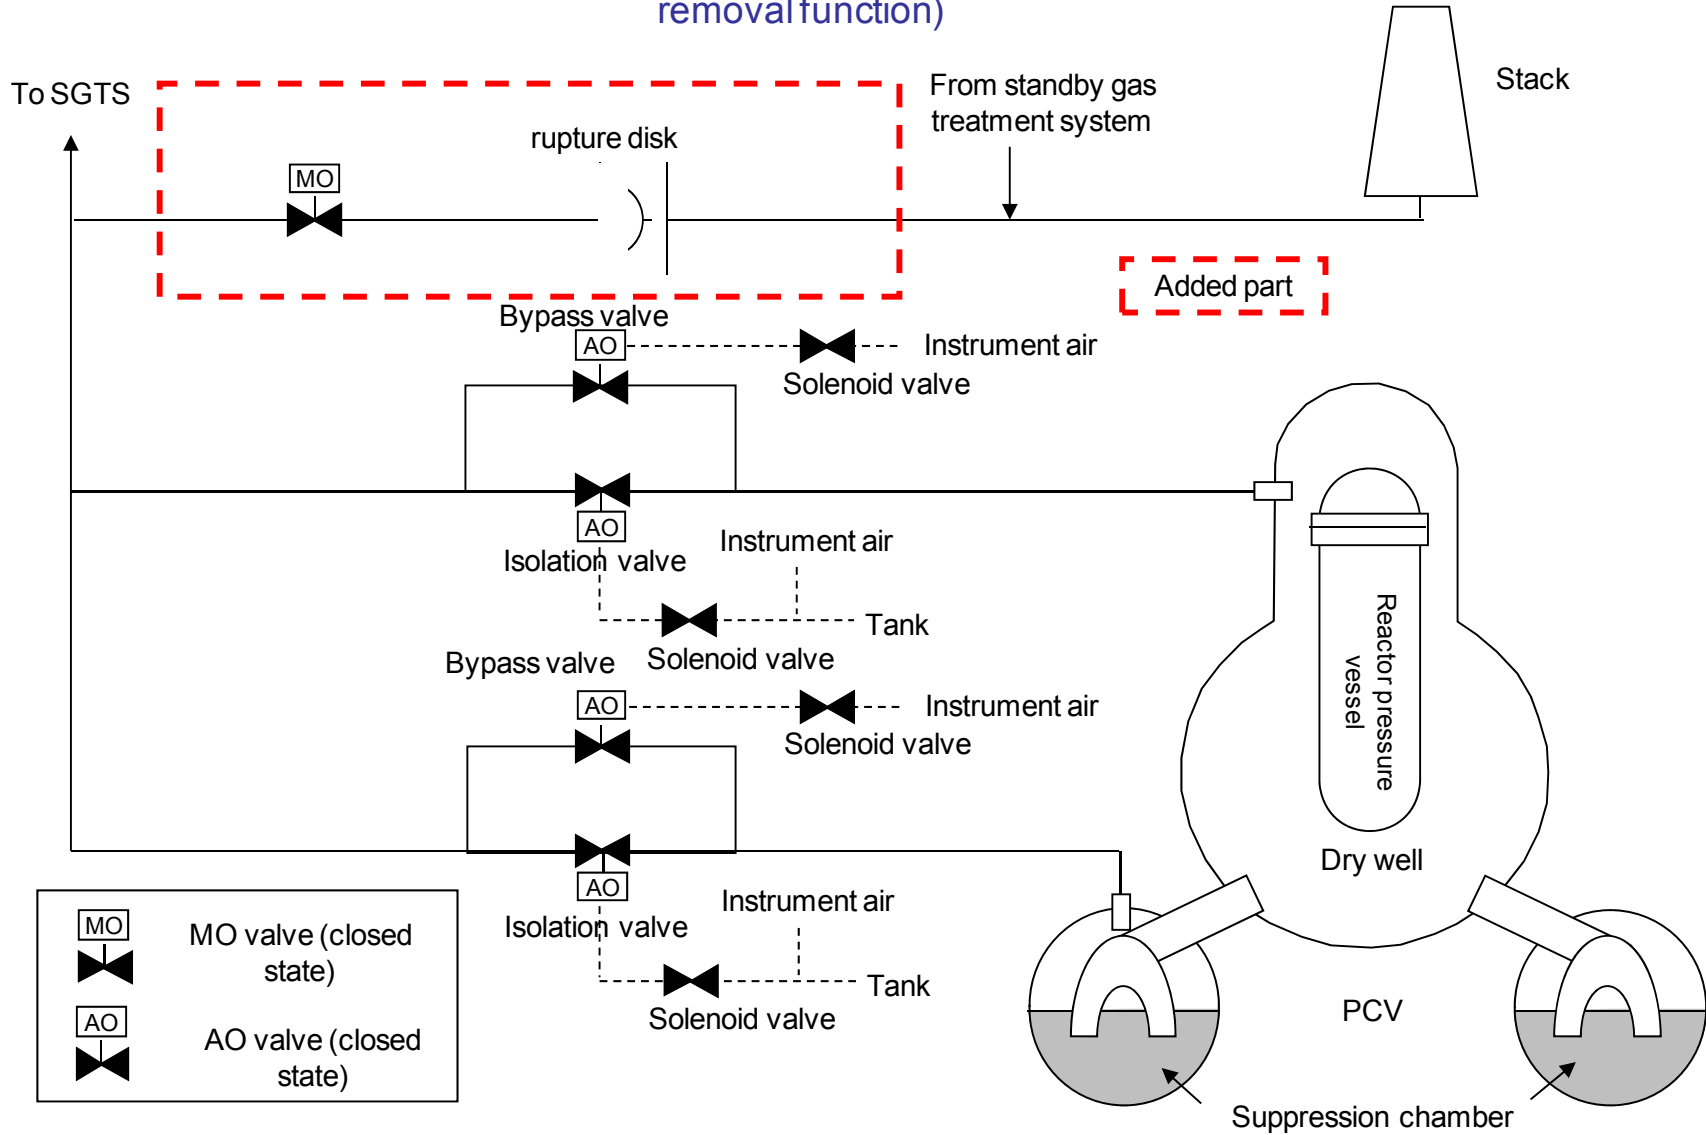 removal function)
To SGTS
rupture disk
From standby gas
treatment system
Stack
MO
Added part
Bypass valve
AO
Instrument air
Solenoid valve
AO
Isolation valve
Instrument air
Tank
Solenoid valve
Bypass valve
AO
Instrument air
Solenoid valve
Reactor pressure
vessel
Dry well
AO
Isolation valve
Instrument air
Tank
Solenoid valve
PCV
Suppression chamber
MO
MO valve (closed
state)
AO
AO valve (closed
state)